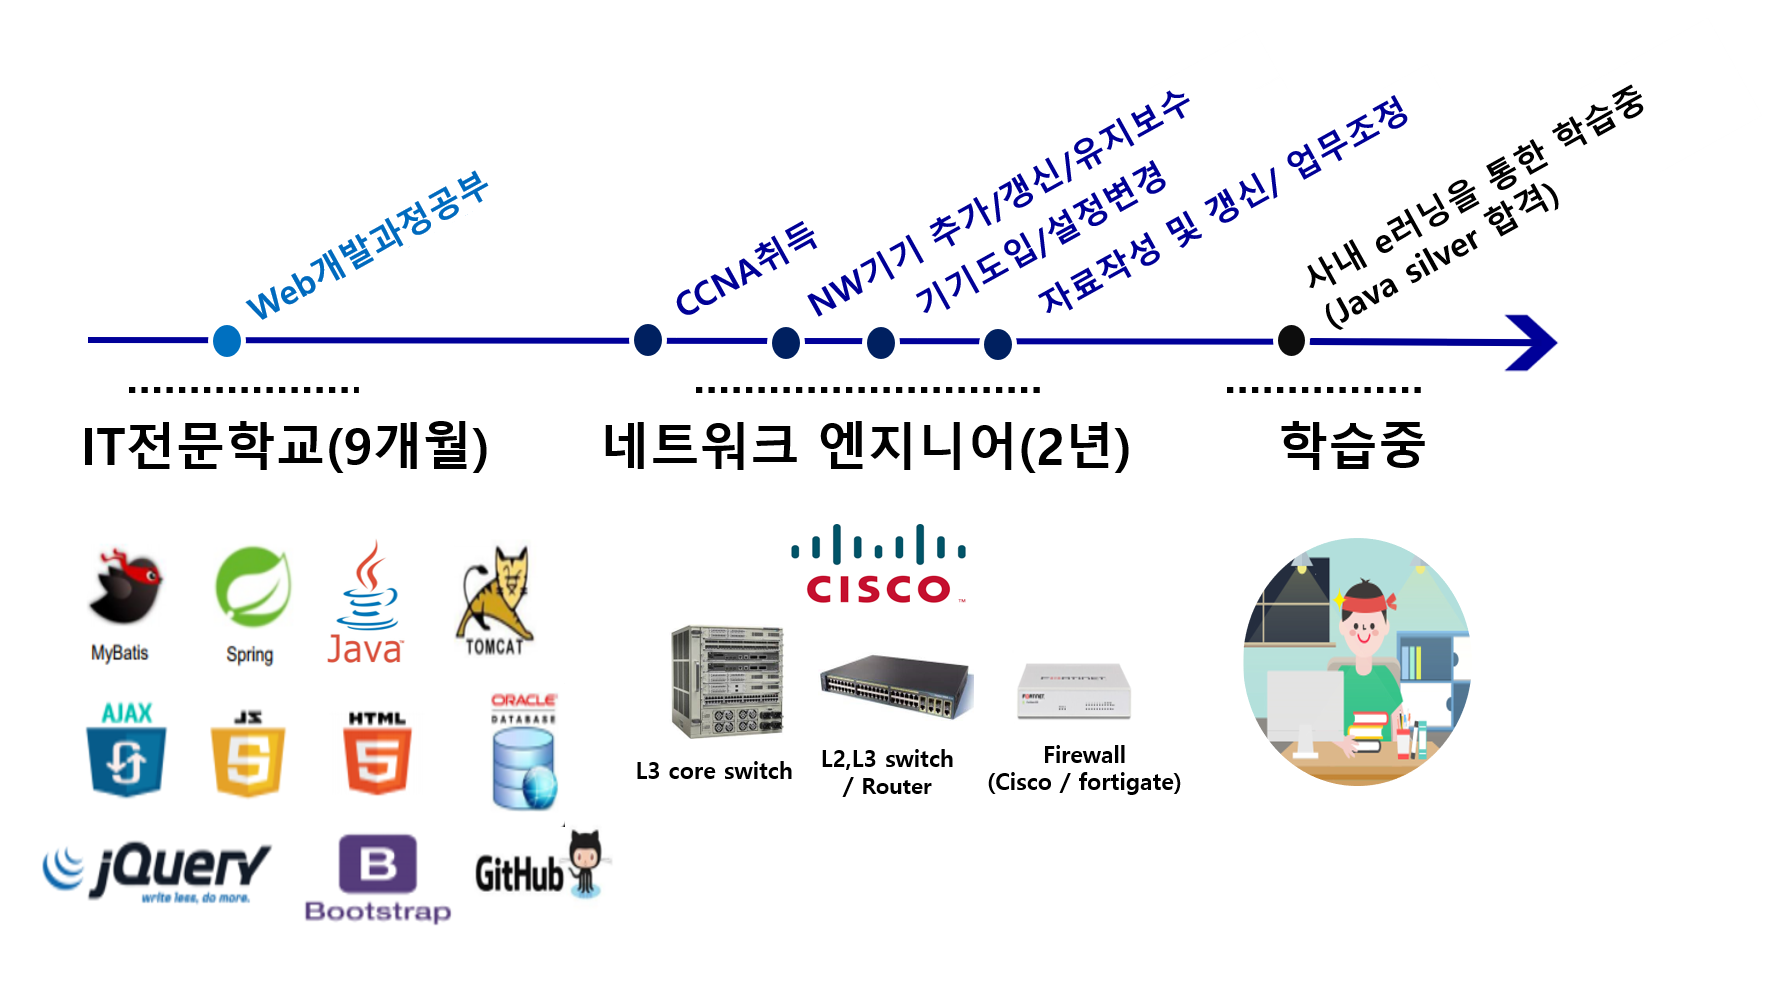 Web개발과정공부
CCNA취득
NW기기 추가/갱신/유지보수
기기도입/설정변경
자료작성 및 갱신/ 업무조정
사내 e러닝을 통한 학습중
(Java silver 합격)
IT전문학교(9개월)
네트워크 엔지니어(2년)
학습중
MyBatis
Spring
Java™
TOMCAT
AJAX
JS
HTML
5
ORACLE
DATABASE
jQuery
write less, do more.
B
Bootstrap
GitHub
CISCO™
L3 core switch
L2,L3 switch
/ Router
FORTINET
FORTINET
Firewall
(Cisco / fortigate)